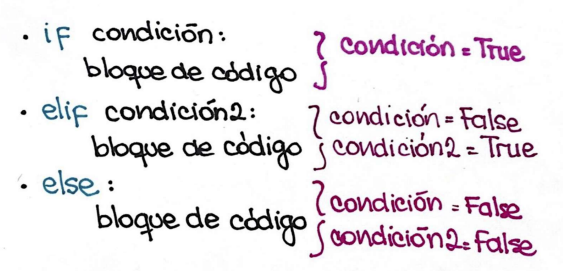 · if condición:
bloque de código } condición = True
· elif condición2: } condición = False
bloque de código } condición2 = True
· else:
bloque de código } condición = False
condición2 = False